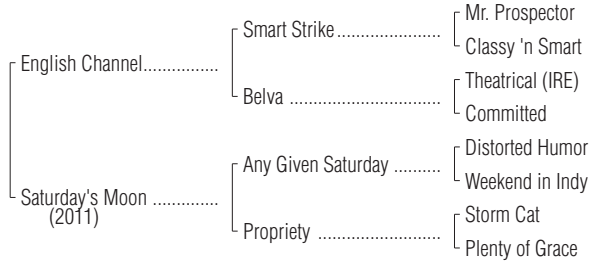 English Channel...............
Saturday's Moon ..............
(2011)
Smart Strike......................
Belva ................................
Any Given Saturday ..........
Propriety ..........................
Mr. Prospector
Classy 'n Smart
Theatrical (IRE)
Committed
Distorted Humor
Weekend in Indy
Storm Cat
Plenty of Grace